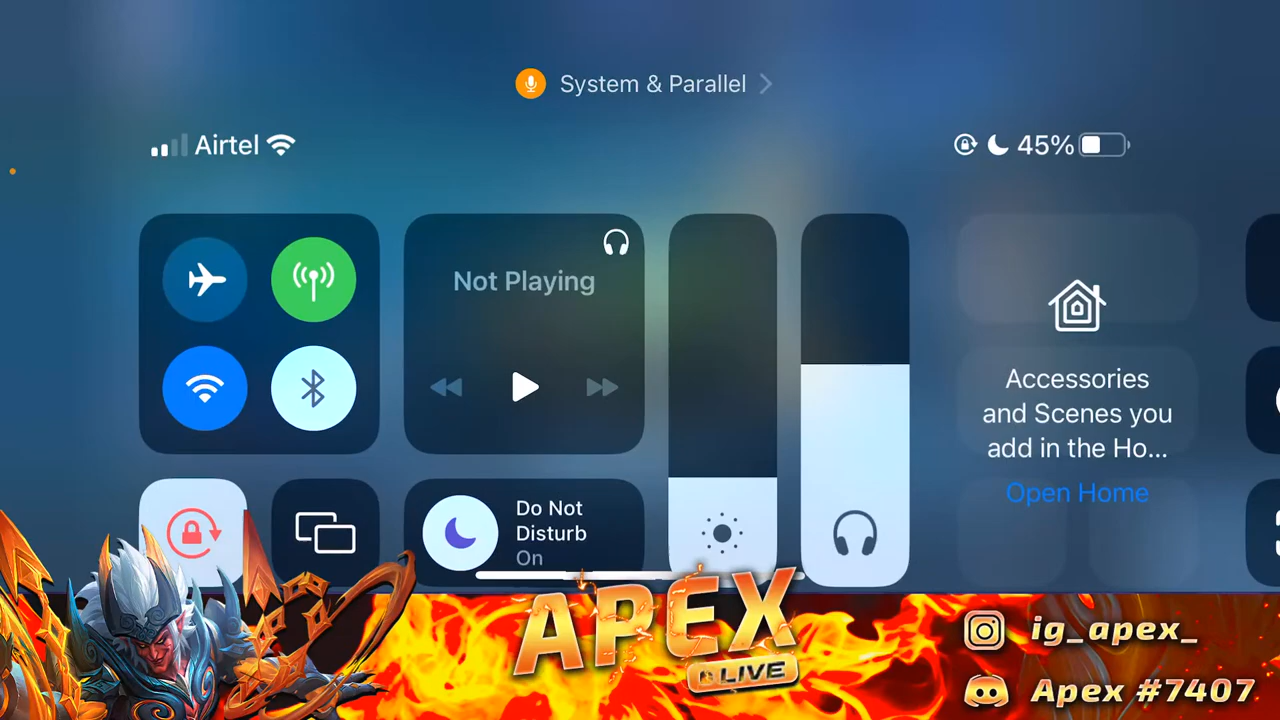 System & Parallel
Airtel
45%
Not Playing
Accessories
and Scenes you
add in the Ho...
Open Home
Do Not
Disturb
On
APEX
LIVE
ig_apex_
Apex #7407